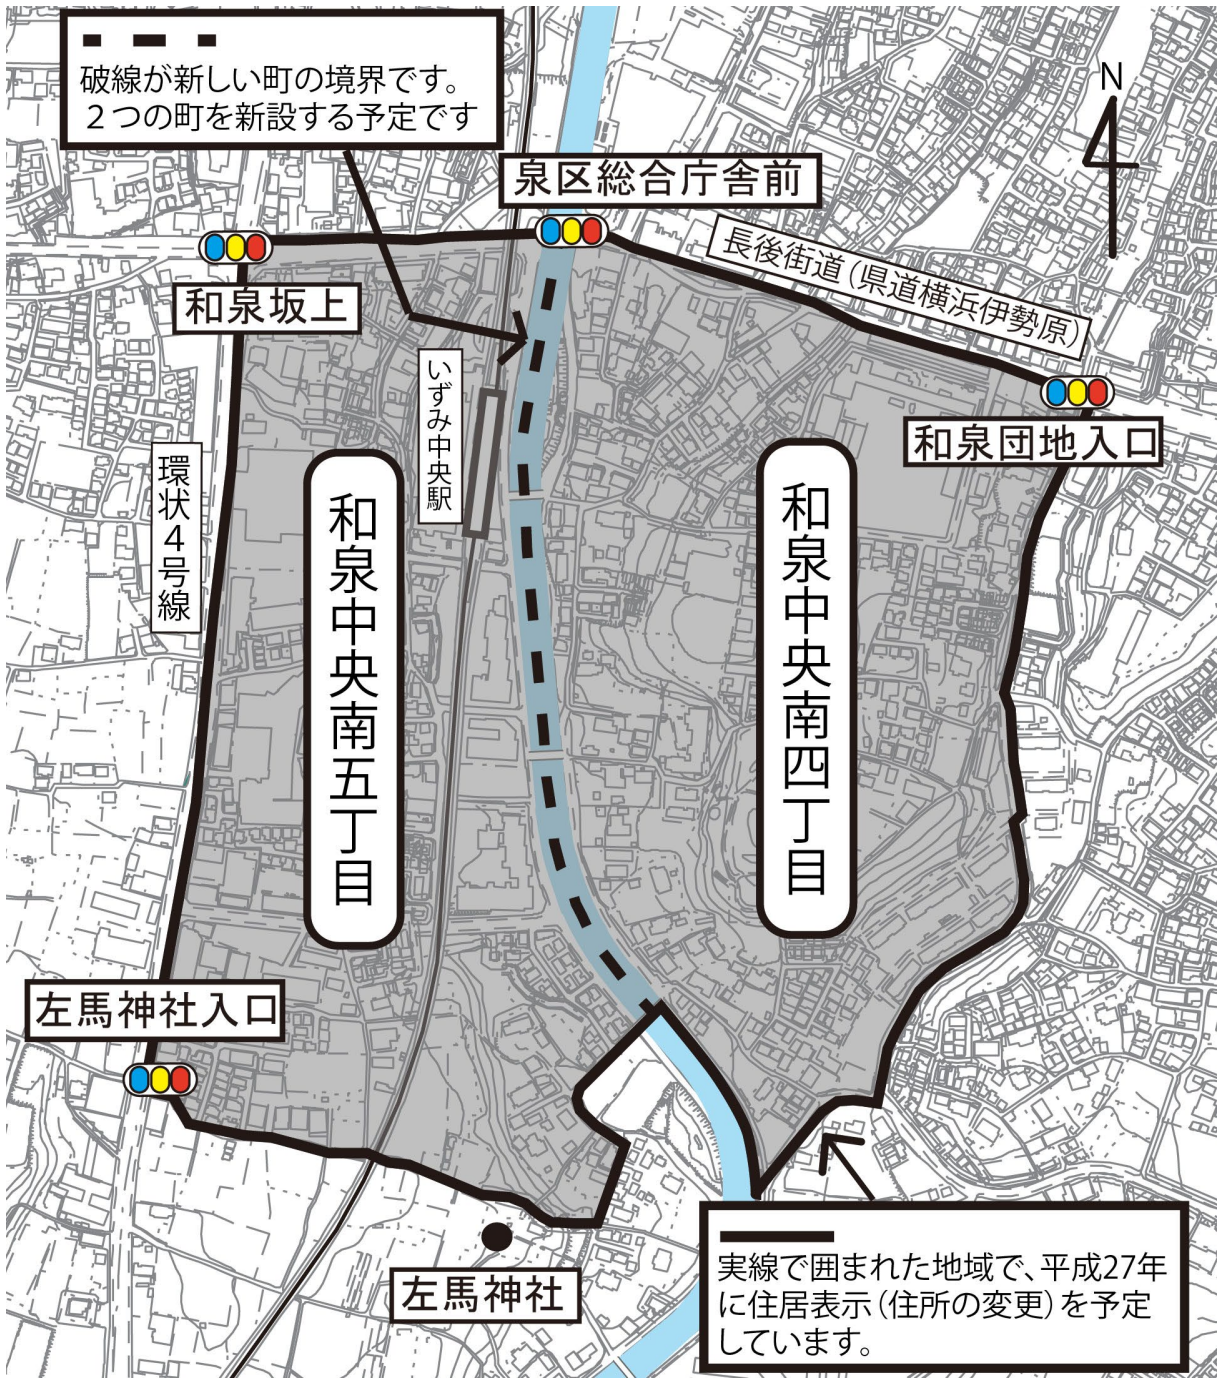 破線が新しい町の境界です。
２つの町を新設する予定です
N
泉区総合庁舎前
長後街道(県道横浜伊勢原)
和泉坂上
いずみ中央駅
和泉団地入口
環状4号線
和泉中央南五丁目
和泉中央南四丁目
左馬神社入口
左馬神社
実線で囲まれた地域で、平成27年
に住居表示(住所の変更)を予定
しています。